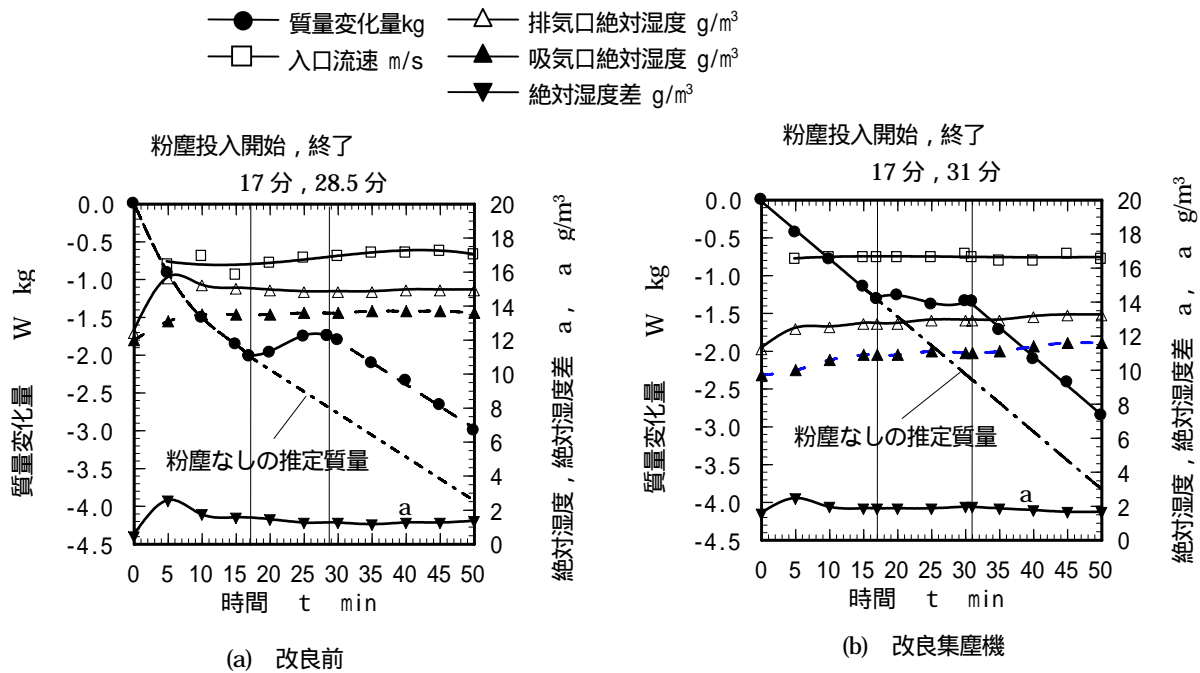 質量変化量kg
排気口絶対湿度 g/m³
入口流速 m/s
吸気口絶対湿度 g/m³
絶対湿度差 g/m³
粉塵投入開始 , 終了
17 分 , 28.5 分
0.0
-0.5
-1.0
-1.5
-2.0
-2.5
-3.0
-3.5
-4.0
-4.5
質量変化量 W kg
20
18
16
14
12
10
8
6
4
2
0
絶対湿度 , 絶対湿度差 a , a g/m³
粉塵なしの推定質量
a
0 5 10 15 20 25 30 35 40 45 50
時間 t min
(a) 改良前
粉塵投入開始 , 終了
17 分 , 31 分
0.0
-0.5
-1.0
-1.5
-2.0
-2.5
-3.0
-3.5
-4.0
-4.5
質量変化量 W kg
20
18
16
14
12
10
8
6
4
2
0
絶対湿度 , 絶対湿度差 a , a g/m³
粉塵なしの推定質量
a
0 5 10 15 20 25 30 35 40 45 50
時間 t min
(b) 改良集塵機